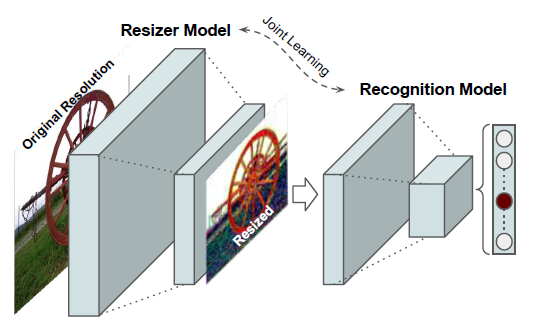 Resizer Model
Joint Learning
Original Resolution
Recognition Model
Resized